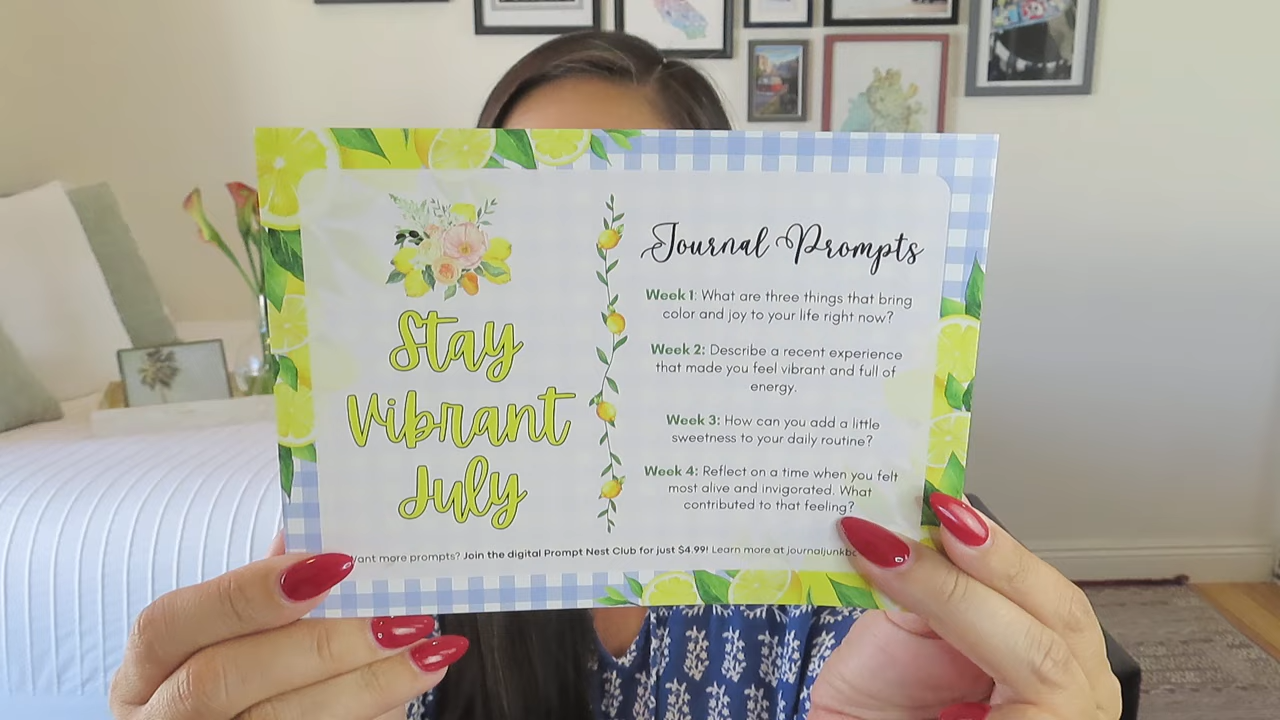 Stay
Vibrant
July
Journal Prompts
Week 1: What are three things that bring
color and joy to your life right now?
Week 2: Describe a recent experience
that made you feel vibrant and full of
energy.
Week 3: How can you add a little
sweetness to your daily routine?
Week 4: Reflect on a time when you felt
most alive and invigorated. What
contributed to that feeling?
more prompts? Join the digital Prompt Nest Club for just $4.99! Learn more at